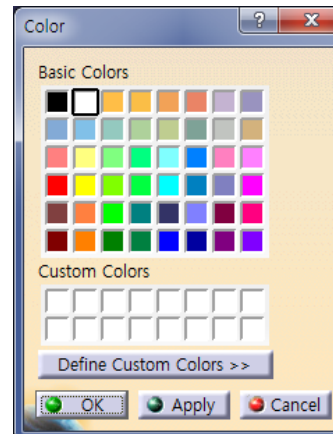 Color
?
Basic Colors
Custom Colors
Define Custom Colors >>
OK Apply Cancel